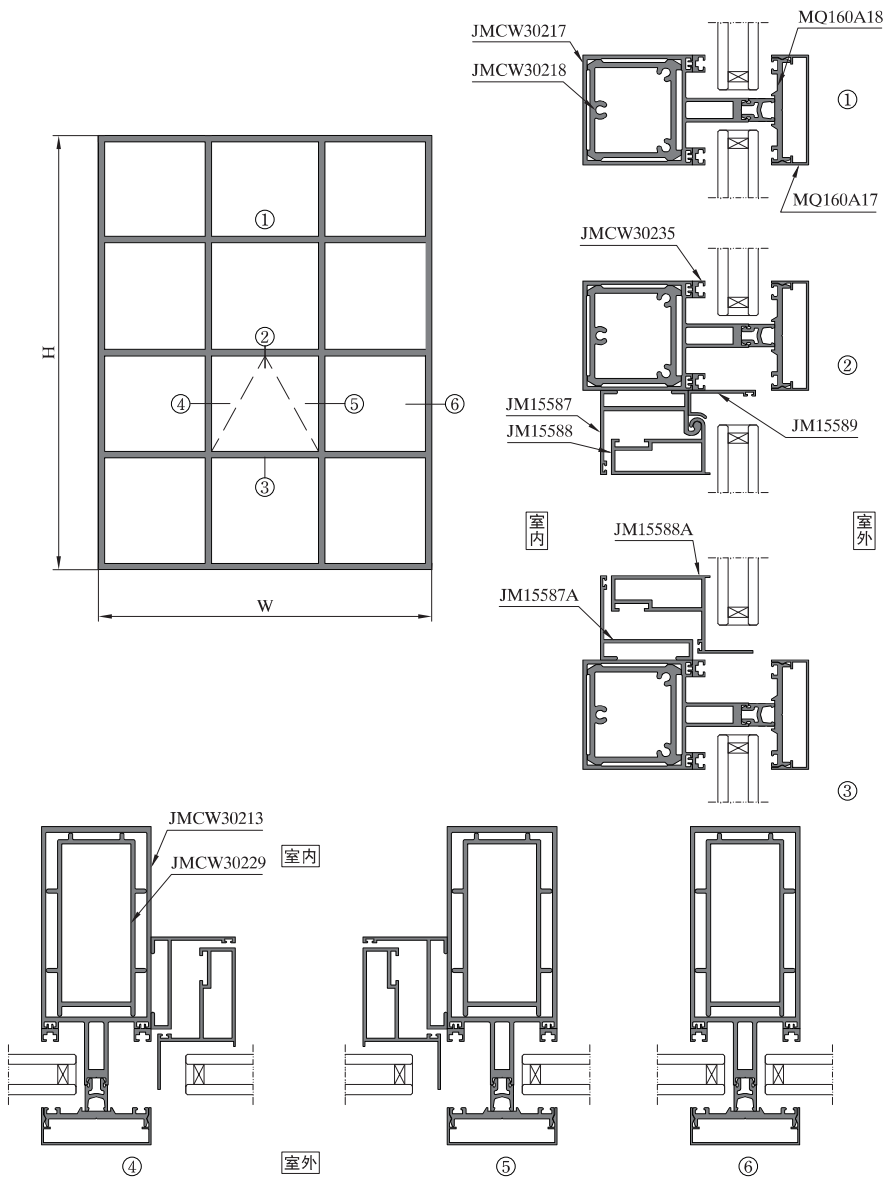 JMCW30217
JMCW30218
MQ160A18
①
MQ160A17
①
②
④
⑤
⑥
③
H
W
JMCW30235
②
JM15587
JM15588
JM15589
室内
室外
JM15588A
JM15587A
③
JMCW30213
JMCW30229
室内
④
室外
⑤
⑥